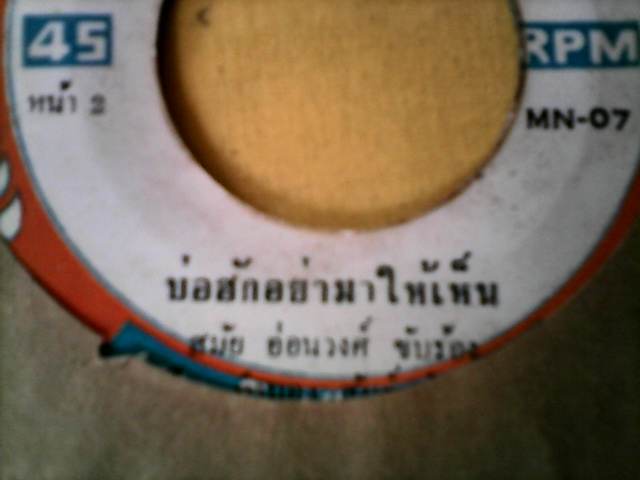 45 RPM
หน้า 2
MN-07
บ่อฮักอย่ามาให้เห็น
สมัย อ่อนวงศ์ ขับร้อง